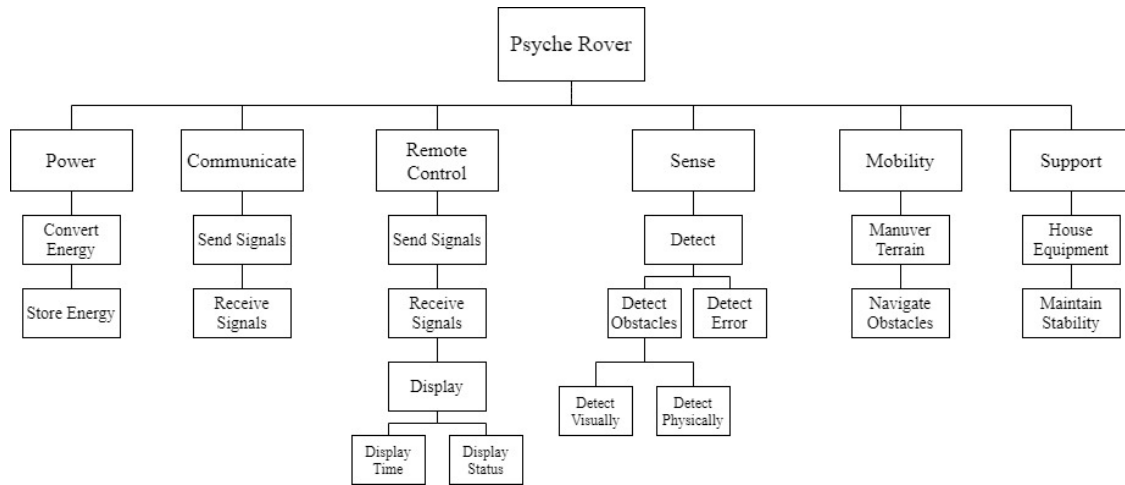 Psyche Rover
Power
Communicate
Remote
Control
Sense
Mobility
Support
Convert
Energy
Send Signals
Send Signals
Detect
Manuver
Terrain
House
Equipment
Store Energy
Receive
Signals
Receive
Signals
Detect
Obstacles
Detect
Error
Navigate
Obstacles
Maintain
Stability
Display
Detect
Visually
Detect
Physically
Display
Time
Display
Status